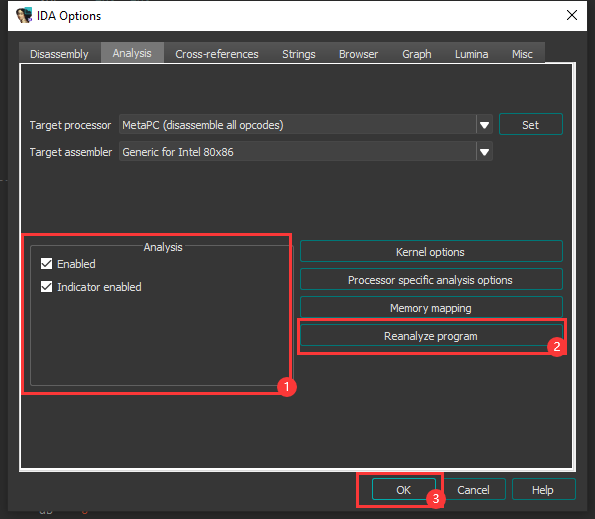 IDA Options
Disassembly Analysis Cross-references Strings Browser Graph Lumina Misc
Target processor MetaPC (disassemble all opcodes) Set
Target assembler Generic for Intel 80x86
Analysis
Enabled
Indicator enabled
1
Kernel options
Processor specific analysis options
Memory mapping
Reanalyze program
2
OK Cancel Help
3